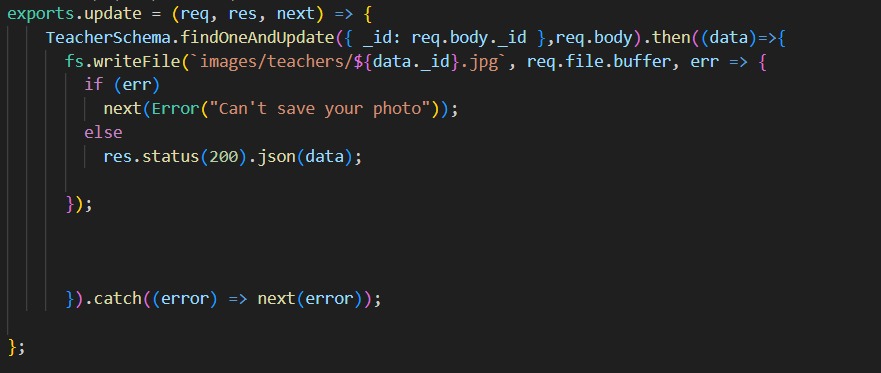 exports.update = (req, res, next) => {
TeacherSchema.findOneAndUpdate({ _id: req.body._id },req.body).then((data)=>{
fs.writeFile(`images/teachers/${data._id}.jpg`, req.file.buffer, err => {
if (err)
next(Error("Can't save your photo"));
else
res.status(200).json(data);
});
}).catch((error) => next(error));
};